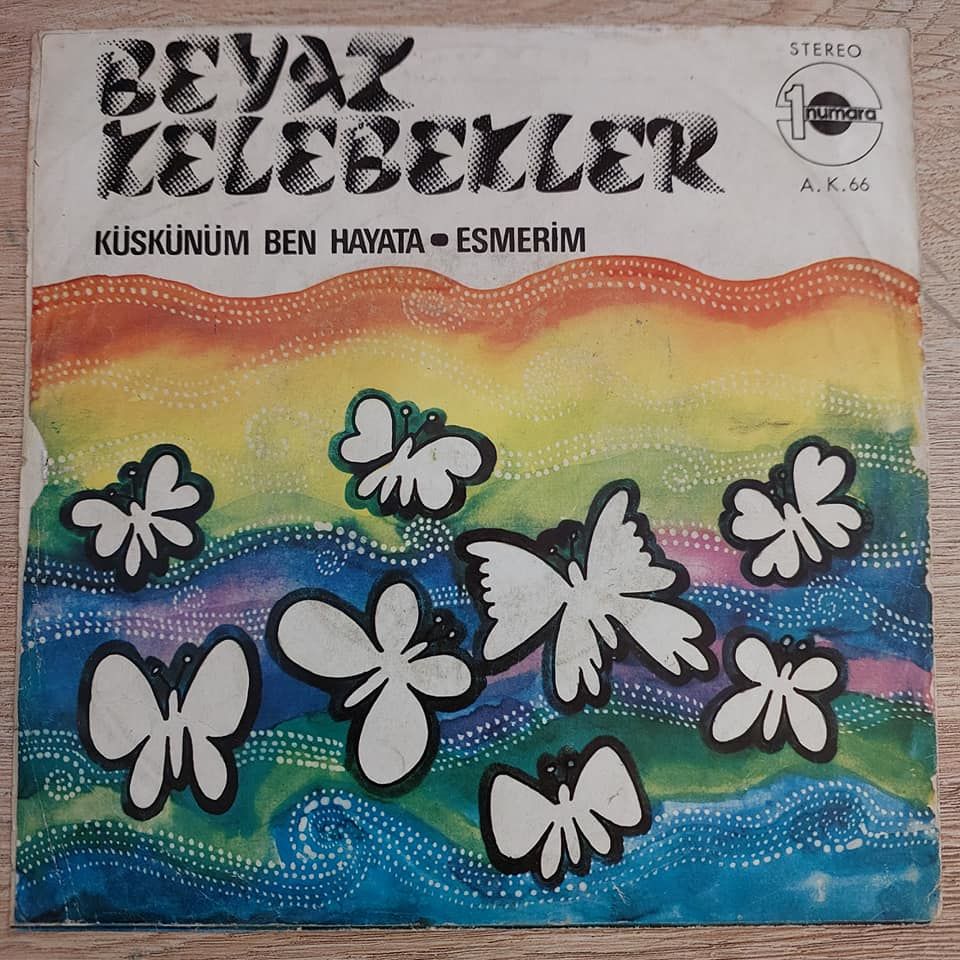 BEYAZ
KELEBEKLER
KÜSKÜNÜM BEN HAYATA • ESMERİM
STEREO
1 numara
A.K.66